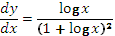 dy/dx = log x/(1 + log x)²